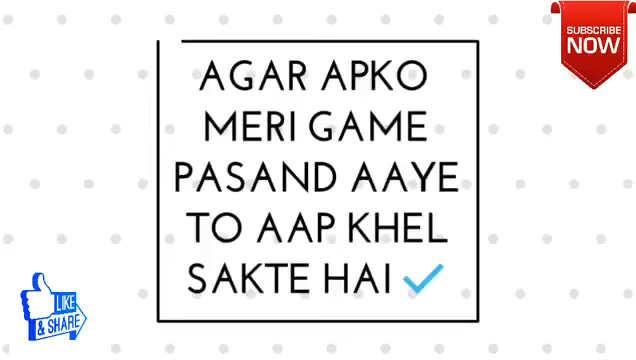 SUBSCRIBE
NOW
AGAR APKO
MERI GAME
PASAND AAYE
TO AAP KHEL
SAKTE HAI
LIKE
& SHARE